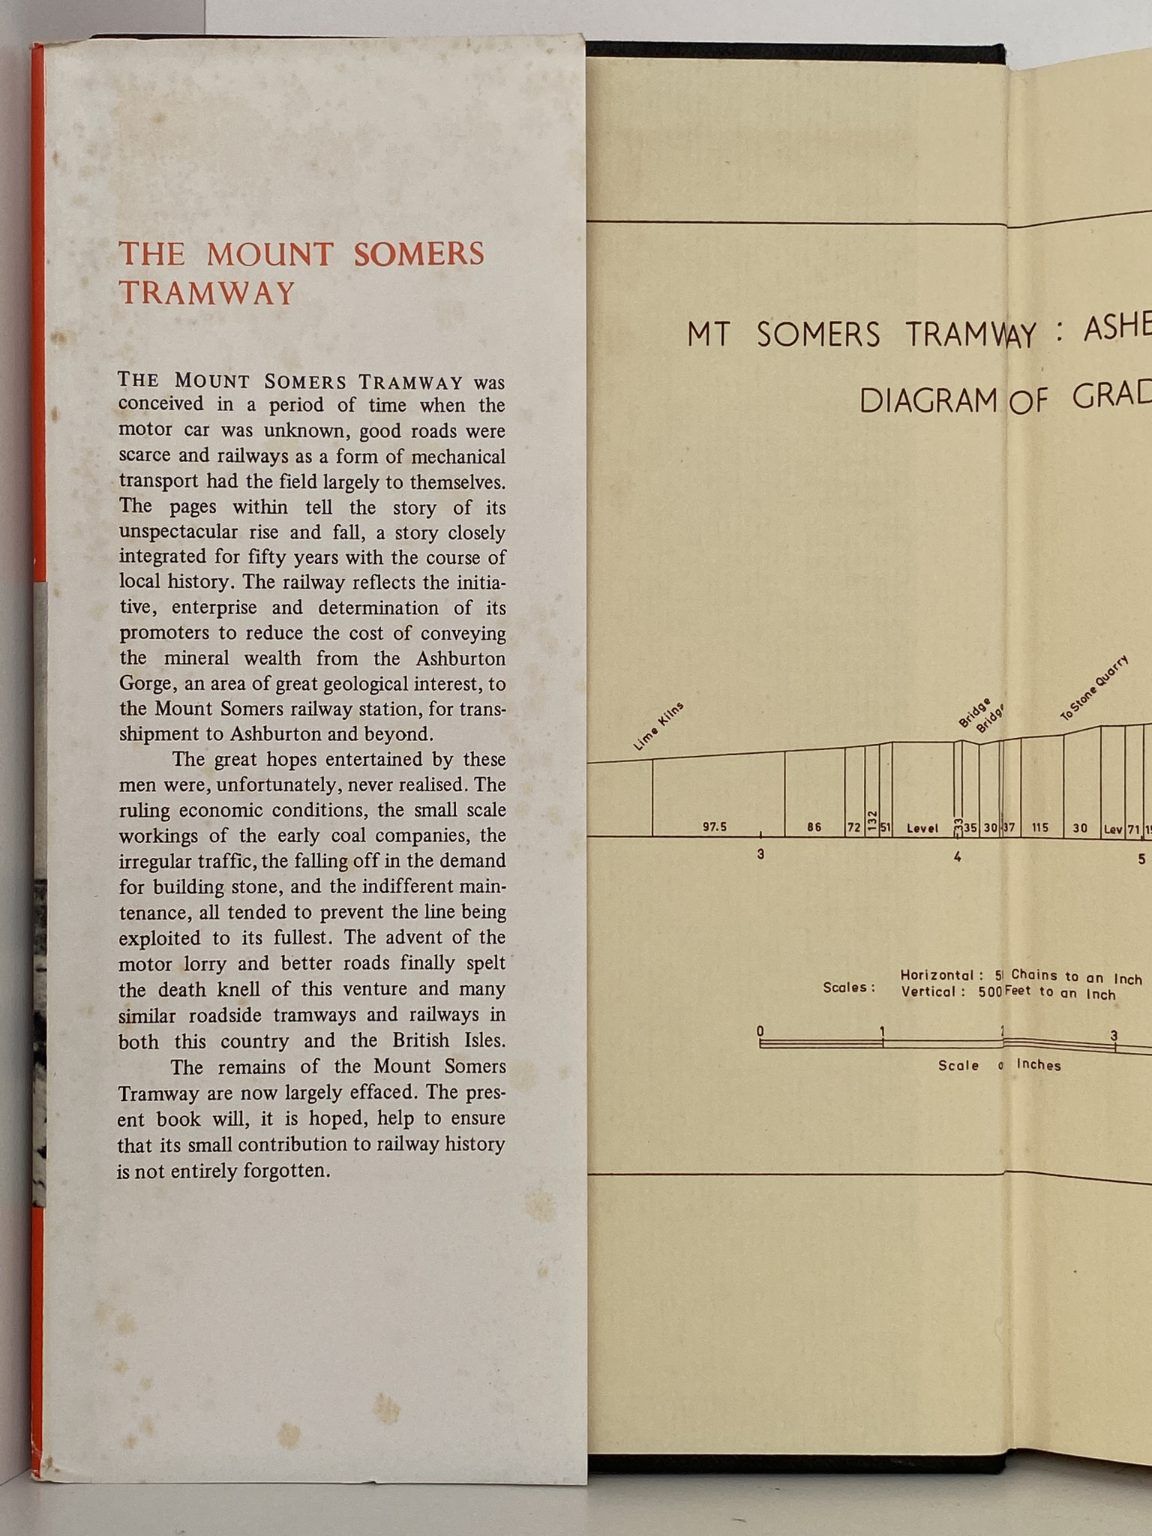 THE MOUNT SOMERS
TRAMWAY
THE MOUNT SOMERS TRAMWAY was
conceived in a period of time when the
motor car was unknown, good roads were
scarce and railways as a form of mechanical
transport had the field largely to themselves.
The pages within tell the story of its
unspectacular rise and fall, a story closely
integrated for fifty years with the course of
local history. The railway reflects the initia-
tive, enterprise and determination of its
promoters to reduce the cost of conveying
the mineral wealth from the Ashburton
Gorge, an area of great geological interest, to
the Mount Somers railway station, for trans-
shipment to Ashburton and beyond.
The great hopes entertained by these
men were, unfortunately, never realised. The
ruling economic conditions, the small scale
workings of the early coal companies, the
irregular traffic, the falling off in the demand
for building stone, and the indifferent main-
tenance, all tended to prevent the line being
exploited to its fullest. The advent of the
motor lorry and better roads finally spelt
the death knell of this venture and many
similar roadside tramways and railways in
both this country and the British Isles.
The remains of the Mount Somers
Tramway are now largely effaced. The pres-
ent book will, it is hoped, help to ensure
that its small contribution to railway history
is not entirely forgotten.
MT SOMERS TRAMWAY : ASHB
DIAGRAM OF GRAD
Lime Kilns
Bridge
Bridge
To Stone Quarry
97.5 86 72 132 51 Level 33 35 30 37 115 30 Lev 71
3 4 5
Scales:
Horizontal : 5 Chains to an Inch
Vertical : 500 Feet to an Inch
0 1 3
Scale Inches